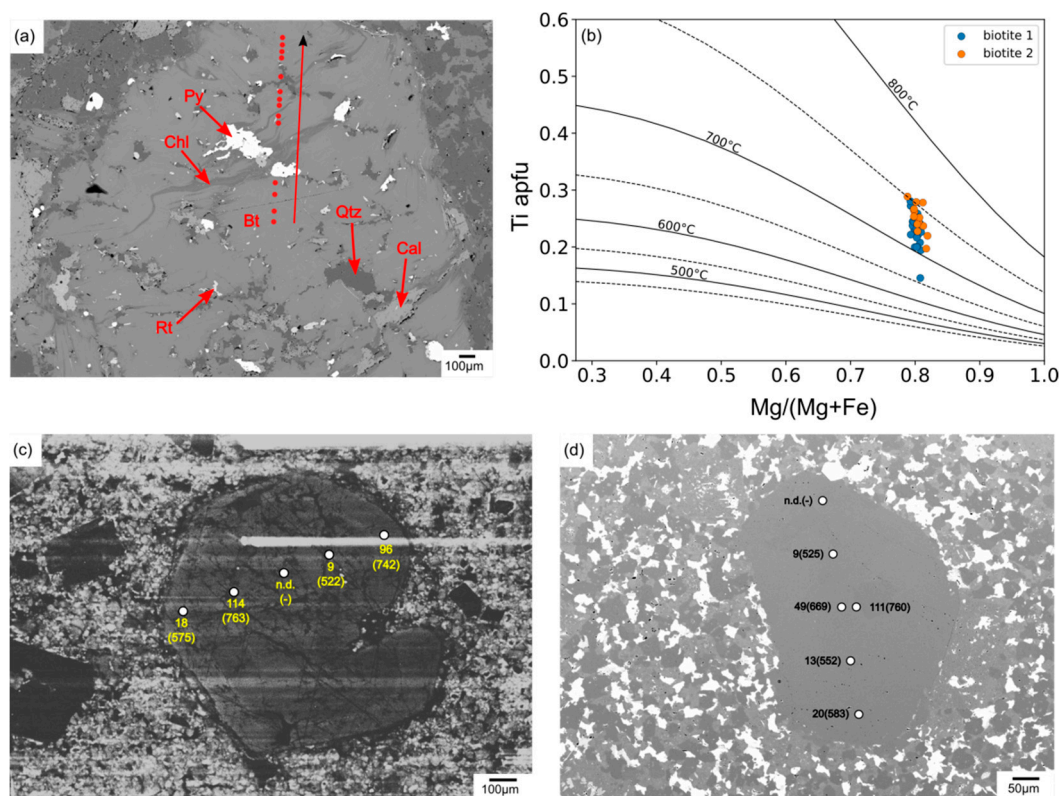 (a)
Py
Chl
Bt
Qtz
Cal
Rt
100μm
(b)
biotite 1
biotite 2
800°C
700°C
600°C
500°C
Ti apfu
0.6
0.5
0.4
0.3
0.2
0.1
0.0
0.3 0.4 0.5 0.6 0.7 0.8 0.9 1.0
Mg/(Mg+Fe)
(c)
96
(742)
9
(522)
n.d.
(-)
114
(763)
18
(575)
100μm
(d)
n.d.(-)
9(525)
49(669) 111(760)
13(552)
20(583)
50μm